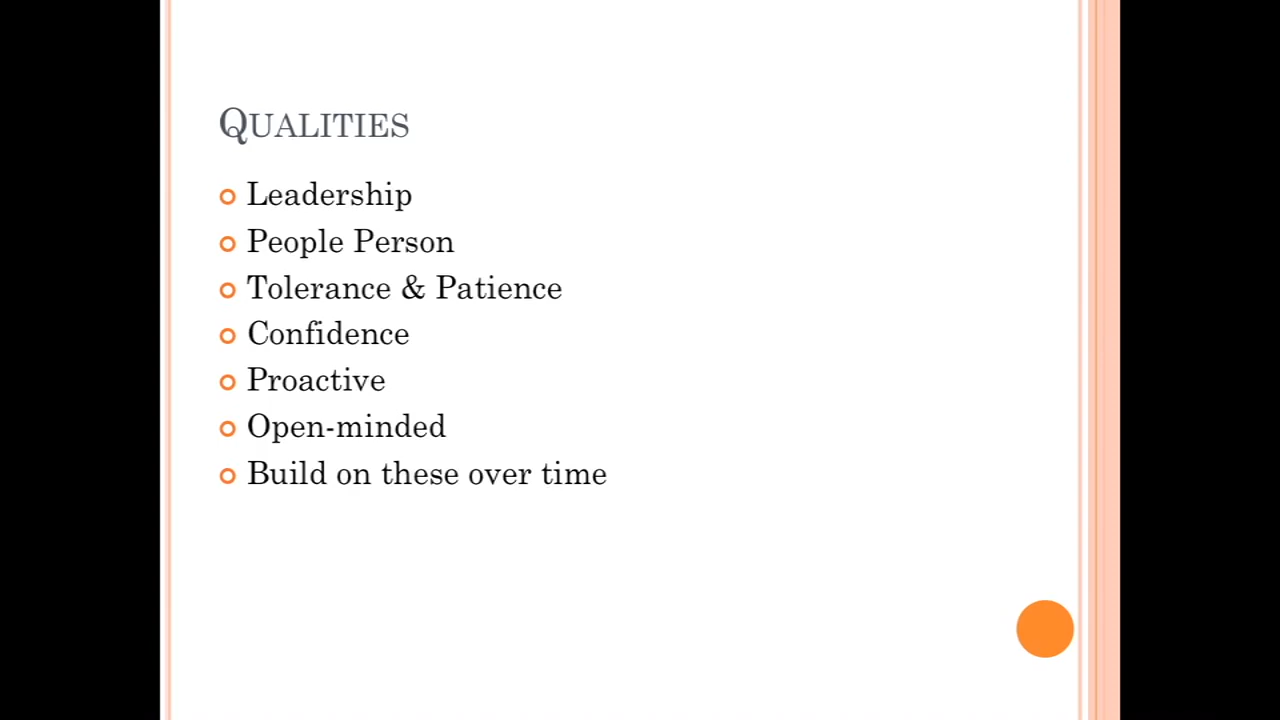 QUALITIES
Leadership
People Person
Tolerance & Patience
Confidence
Proactive
Open-minded
Build on these over time